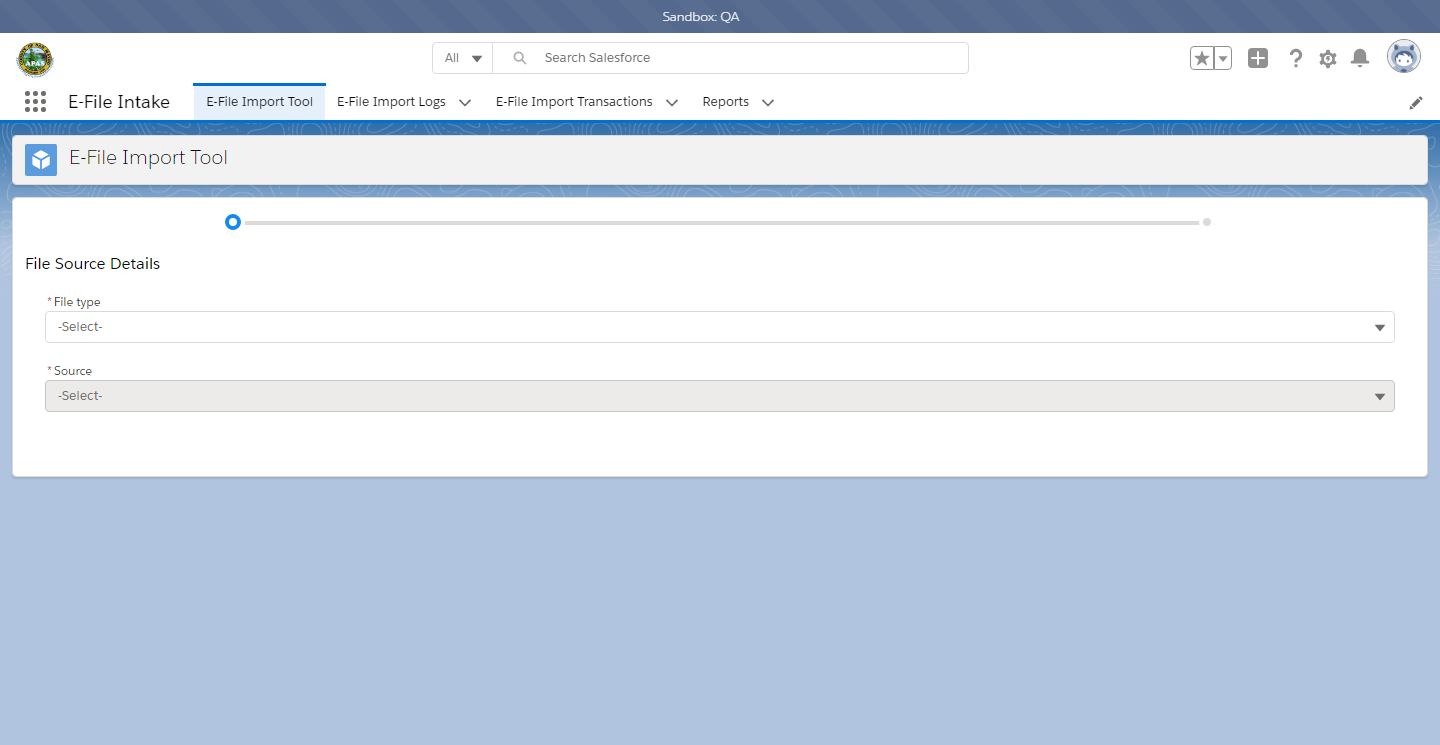 Sandbox: QA
APAS
All
Search Salesforce
E-File Intake
E-File Import Tool
E-File Import Logs
E-File Import Transactions
Reports
E-File Import Tool
File Source Details
*File type
-Select-
*Source
-Select-